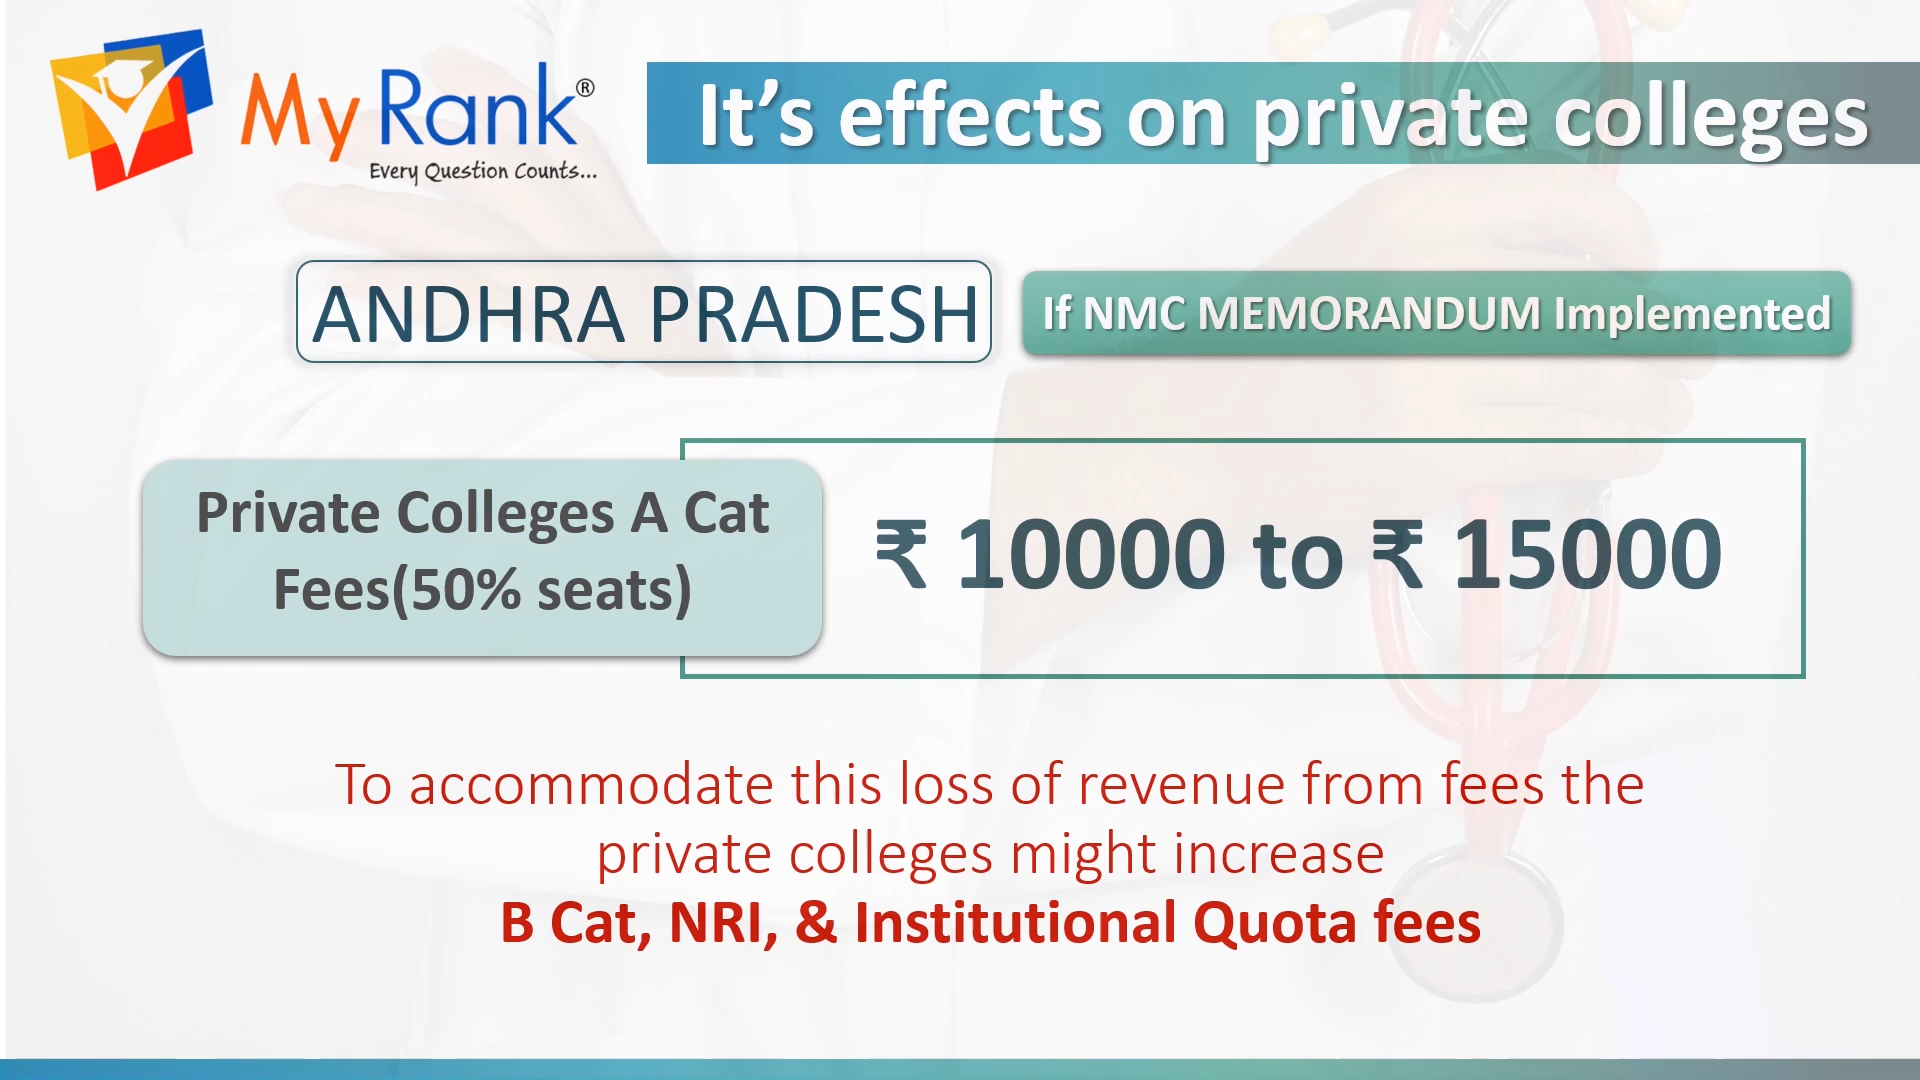 My Rank®
Every Question Counts...
It's effects on private colleges
ANDHRA PRADESH
If NMC MEMORANDUM Implemented
Private Colleges A Cat
Fees(50% seats)
₹ 10000 to ₹ 15000
To accommodate this loss of revenue from fees the
private colleges might increase
B Cat, NRI, & Institutional Quota fees